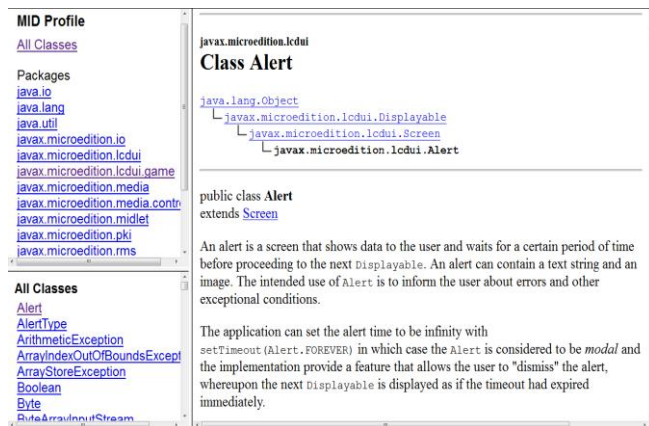 MID Profile
All Classes
Packages
java.io
java.lang
java.util
javax.microedition.io
javax.microedition.lcdui
javax.microedition.lcdui.game
javax.microedition.media
javax.microedition.media.contr
javax.microedition.midlet
javax.microedition.pki
javax.microedition.rms
All Classes
Alert
AlertType
ArithmeticException
ArrayIndexOutOfBoundsExcept
ArrayStoreException
Boolean
Byte
ByteArrayInputStream
javax.microedition.lcdui
Class Alert
java.lang.Object
javax.microedition.lcdui.Displayable
javax.microedition.lcdui.Screen
javax.microedition.lcdui.Alert
public class Alert
extends Screen
An alert is a screen that shows data to the user and waits for a certain period of time
before proceeding to the next Displayable. An alert can contain a text string and an
image. The intended use of Alert is to inform the user about errors and other
exceptional conditions.
The application can set the alert time to be infinity with
setTimeout(Alert.FOREVER) in which case the Alert is considered to be modal and
the implementation provide a feature that allows the user to "dismiss" the alert,
whereupon the next Displayable is displayed as if the timeout had expired
immediately.